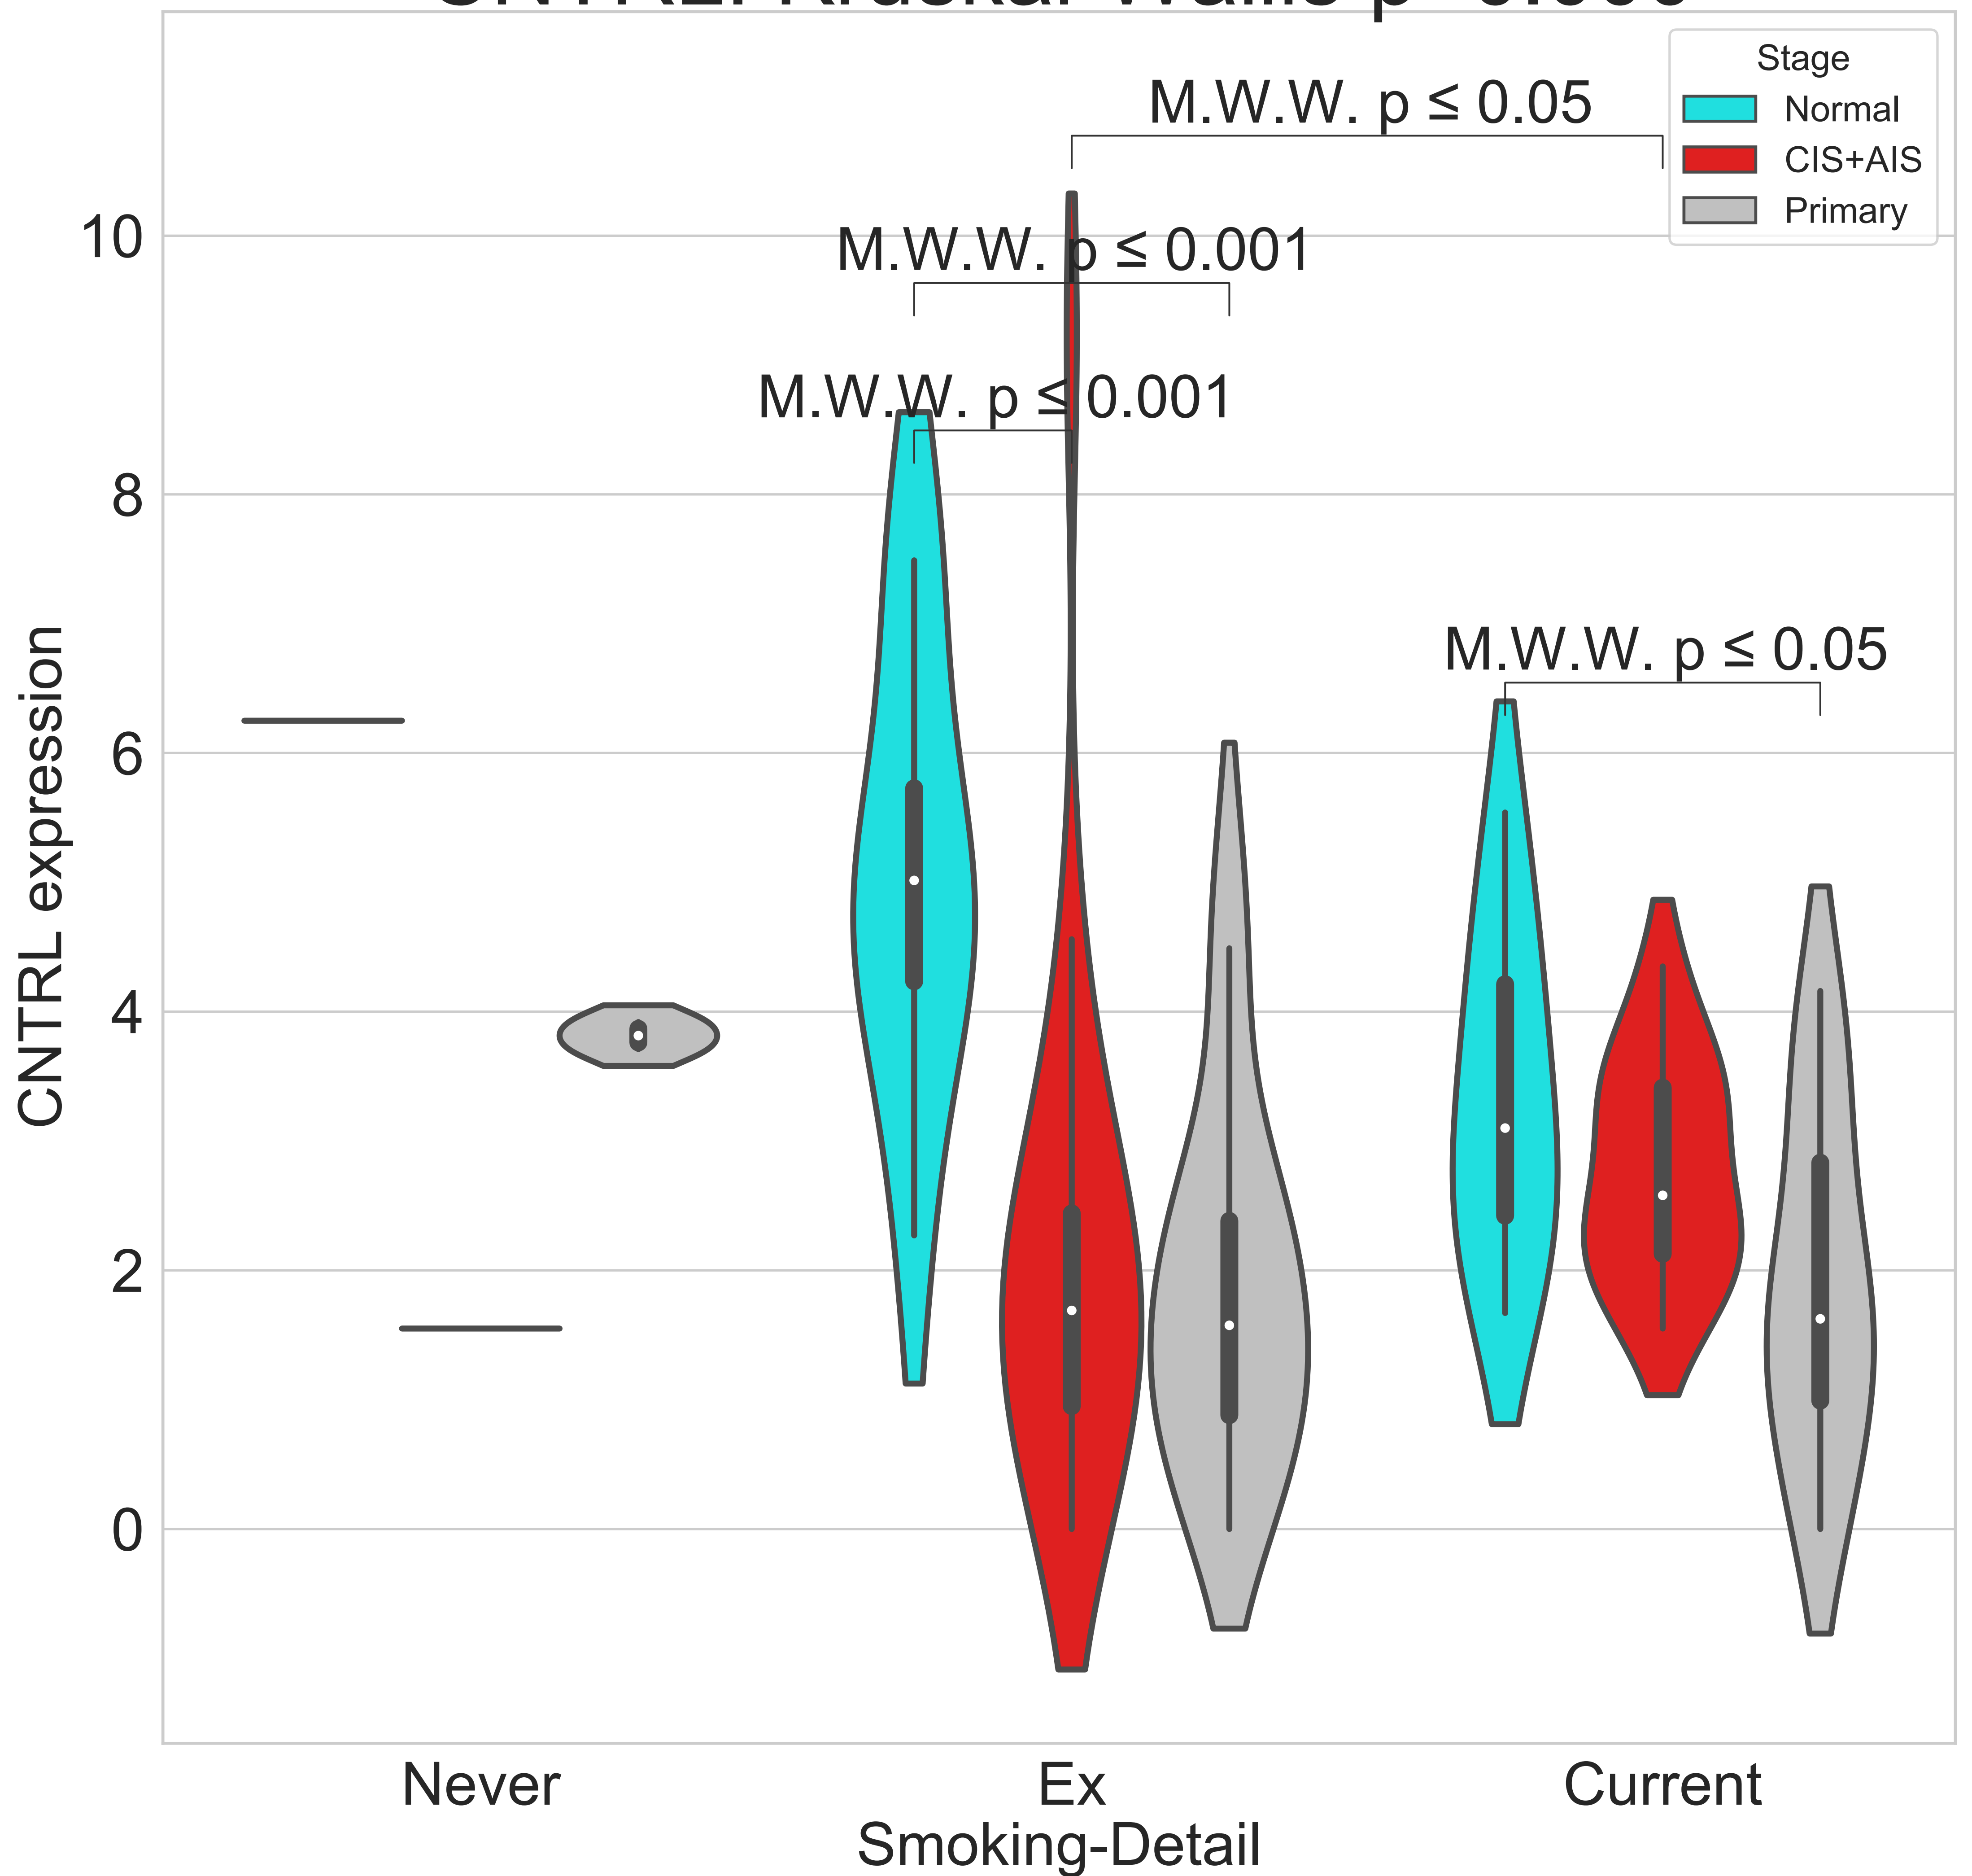 Stage
Normal
CIS+AIS
Primary
M.W.W. p ≤ 0.05
M.W.W. p ≤ 0.001
M.W.W. p ≤ 0.001
M.W.W. p ≤ 0.05
CNTRL expression
10
8
6
4
2
0
Never
Ex
Current
Smoking-Detail